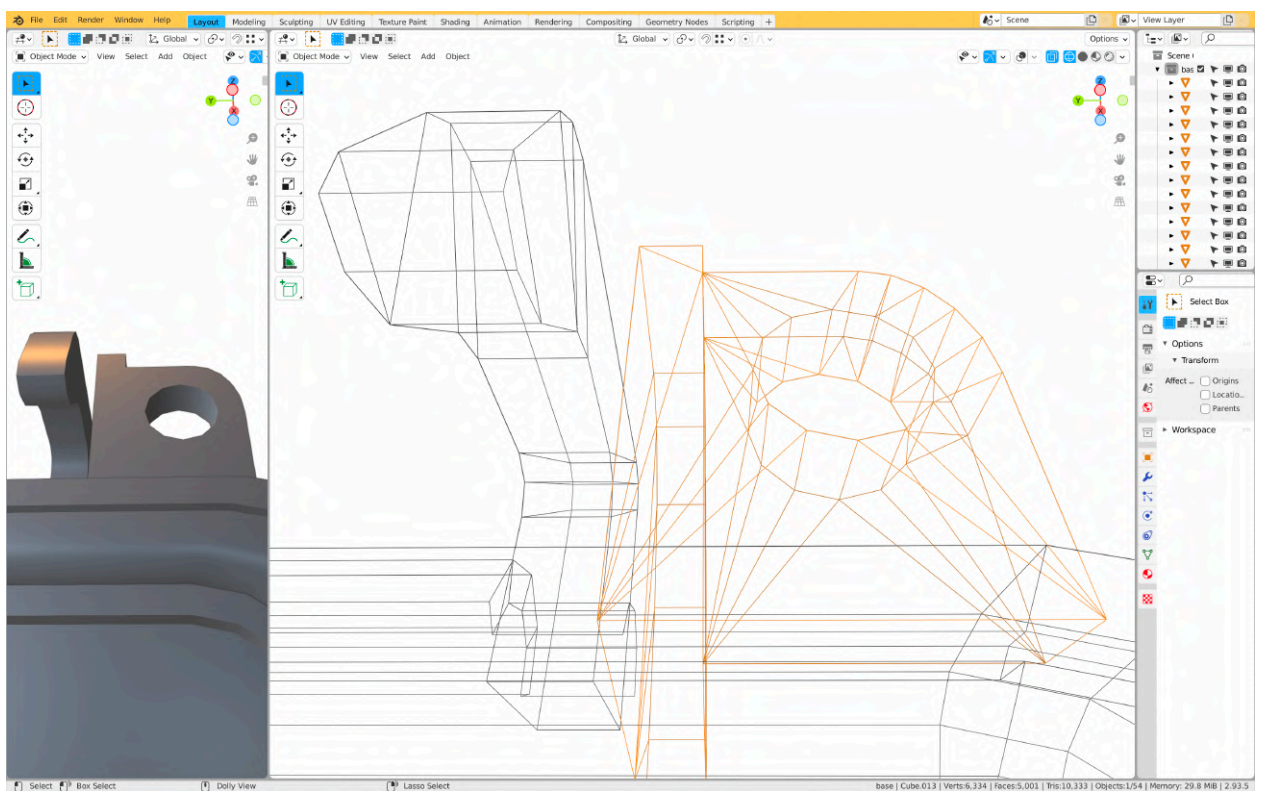 File Edit Render Window Help Layout Modeling Sculpting UV Editing Texture Paint Shading Animation Rendering Compositing Geometry Nodes Scripting + Scene View Layer
Global Global Options
Object Mode View Select Add Object Object Mode View Select Add Object Scene
bas
Z
Y
X
Z
Y
X
Select Box
Options
Transform
Affect ... Origins
Locatio...
Parents
Workspace
Select Box Select Dolly View Lasso Select base | Cube.013 | Verts:6,334 | Faces:5,001 | Tris:10,333 | Objects:1/54 | Memory: 29.8 MiB | 2.93.5